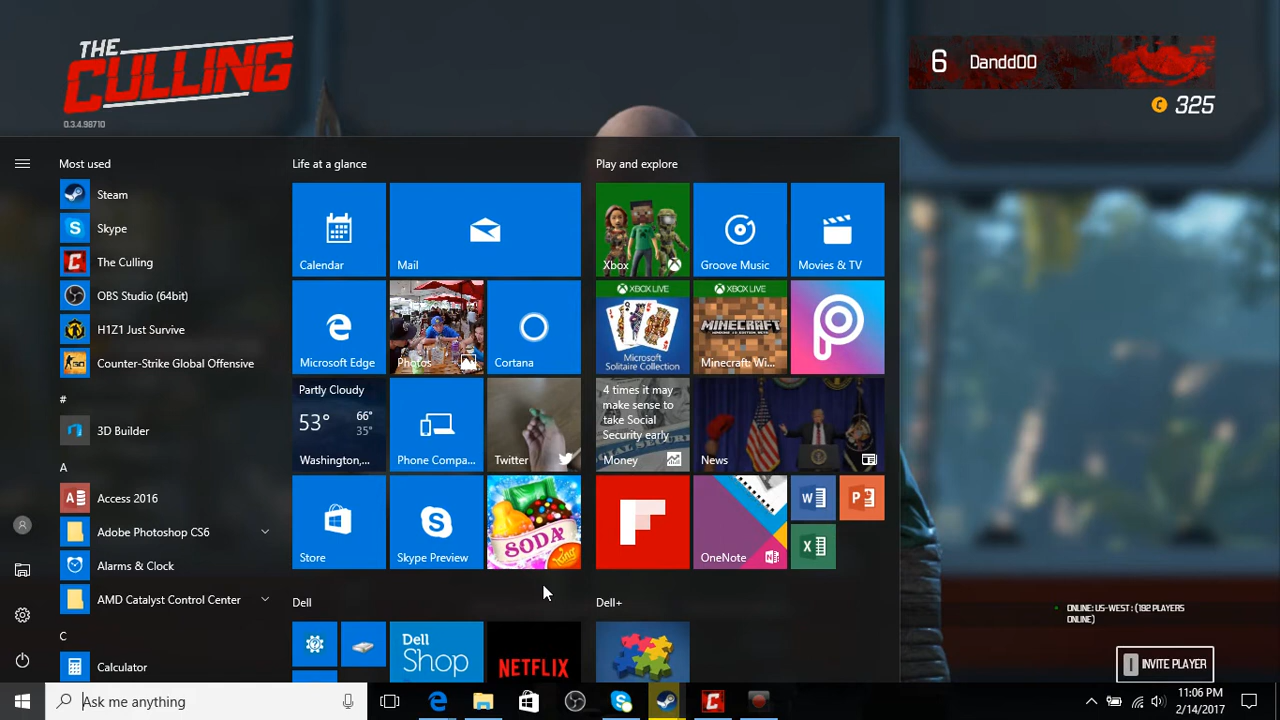 THE
CULLING
0.3.4.98710
6 DanddOO
C 325
Most used
Steam
Skype
The Culling
OBS Studio (64bit)
H1Z1 Just Survive
Counter-Strike Global Offensive
#
3D Builder
A
Access 2016
Adobe Photoshop CS6
Alarms & Clock
AMD Catalyst Control Center
C
Calculator
Life at a glance
Calendar
Mail
Microsoft Edge
Photos
Cortana
Partly Cloudy
53° 66°
35°
Washington,...
Phone Compa...
Twitter
Store
Skype Preview
SODA
King
Dell
Dell
Shop
NETFLIX
Play and explore
Xbox
Groove Music
Movies & TV
XBOX LIVE
Microsoft
Solitaire Collection
XBOX LIVE
MINECRAFT
Minecraft: Wi...
4 times it may
make sense to
take Social
Security early
Money
News
OneNote
Dell+
ONLINE: US-WEST : (182 PLAYERS
ONLINE)
I INVITE PLAYER
Ask me anything
11:06 PM
2/14/2017